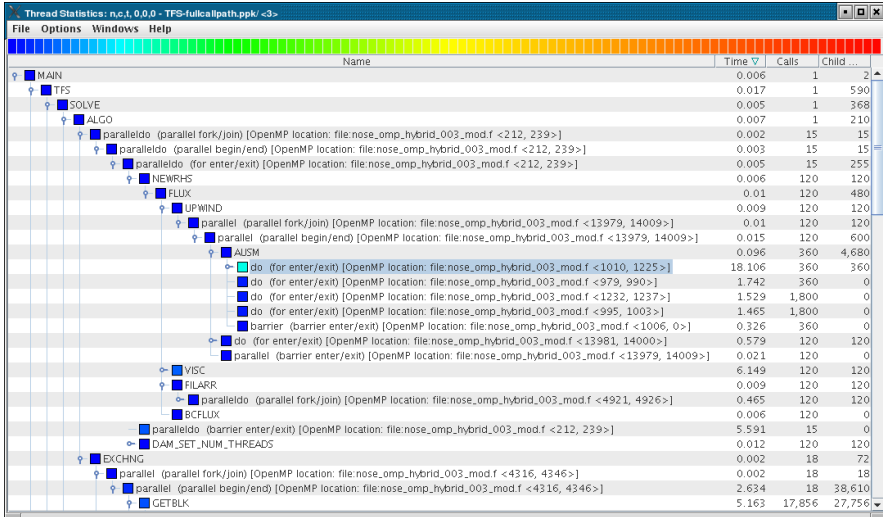 Thread Statistics: n,c,t, 0,0,0 - TFS-fullcallpath.ppk/ <3>
File Options Windows Help
Name Time Calls Child ...
MAIN 0.006 1 2
TFS 0.017 1 590
SOLVE 0.005 1 368
ALGO 0.007 1 210
paralleldo (parallel fork/join) [OpenMP location: file:nose_omp_hybrid_003_mod.f <212, 239>] 0.002 15 15
paralleldo (parallel begin/end) [OpenMP location: file:nose_omp_hybrid_003_mod.f <212, 239>] 0.003 15 15
paralleldo (for enter/exit) [OpenMP location: file:nose_omp_hybrid_003_mod.f <212, 239>] 0.005 15 255
NEWRHS 0.006 120 120
FLUX 0.01 120 480
UPWIND 0.009 120 120
parallel (parallel fork/join) [OpenMP location: file:nose_omp_hybrid_003_mod.f <13979, 14009>] 0.01 120 120
parallel (parallel begin/end) [OpenMP location: file:nose_omp_hybrid_003_mod.f <13979, 14009>] 0.015 120 600
AUSM 0.096 360 4,680
do (for enter/exit) [OpenMP location: file:nose_omp_hybrid_003_mod.f <1010, 1225>] 18.106 360 360
do (for enter/exit) [OpenMP location: file:nose_omp_hybrid_003_mod.f <979, 990>] 1.742 360 0
do (for enter/exit) [OpenMP location: file:nose_omp_hybrid_003_mod.f <1232, 1237>] 1.529 1,800 0
do (for enter/exit) [OpenMP location: file:nose_omp_hybrid_003_mod.f <995, 1003>] 1.465 1,800 0
barrier (barrier enter/exit) [OpenMP location: file:nose_omp_hybrid_003_mod.f <1006, 0>] 0.326 360 0
do (for enter/exit) [OpenMP location: file:nose_omp_hybrid_003_mod.f <13981, 14000>] 0.579 120 120
parallel (barrier enter/exit) [OpenMP location: file:nose_omp_hybrid_003_mod.f <13979, 14009>] 0.021 120 0
VISC 6.149 120 120
FILARR 0.009 120 120
paralleldo (parallel fork/join) [OpenMP location: file:nose_omp_hybrid_003_mod.f <4921, 4926>] 0.465 120 120
BCFLUX 0.006 120 0
paralleldo (barrier enter/exit) [OpenMP location: file:nose_omp_hybrid_003_mod.f <212, 239>] 5.591 15 0
DAM_SET_NUM_THREADS 0.012 120 120
EXCHNG 0.002 18 72
parallel (parallel fork/join) [OpenMP location: file:nose_omp_hybrid_003_mod.f <4316, 4346>] 0.002 18 18
parallel (parallel begin/end) [OpenMP location: file:nose_omp_hybrid_003_mod.f <4316, 4346>] 2.634 18 38,610
GETBLK 5.163 17,856 27,756